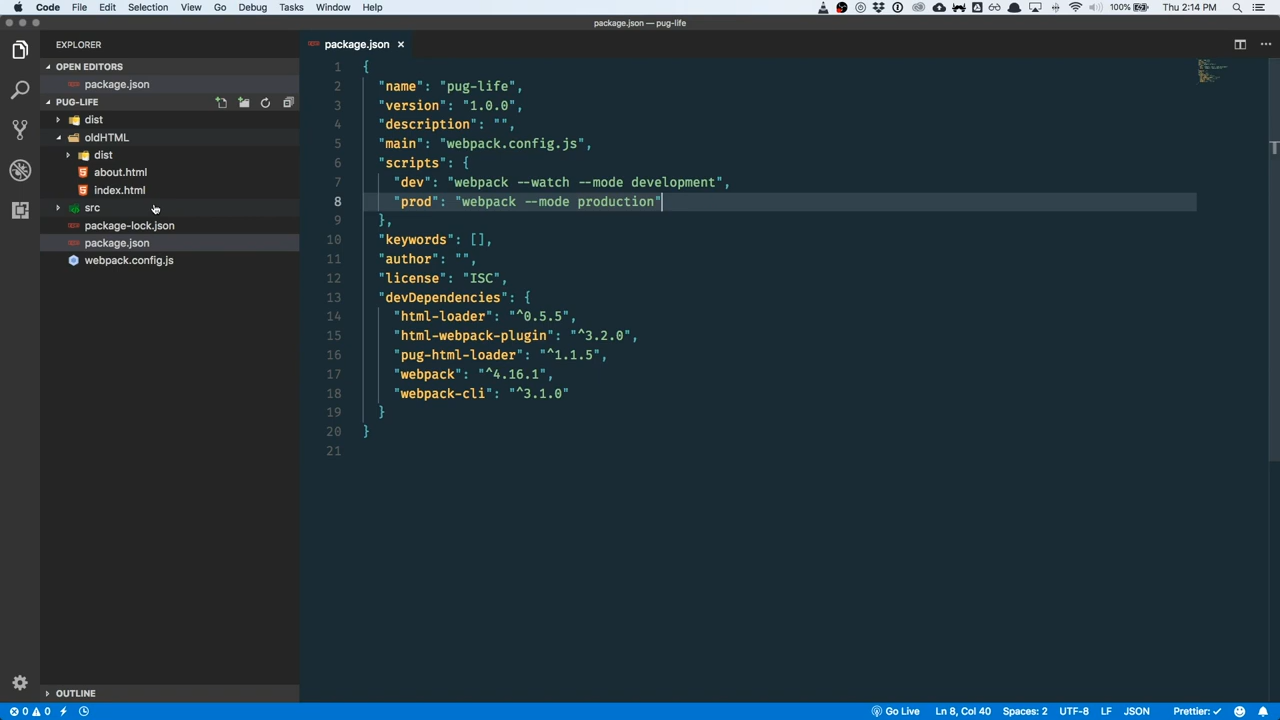 Code File Edit Selection View Go Debug Tasks Window Help 100% Thu 2:14 PM
package.json — pug-life
EXPLORER
OPEN EDITORS
package.json
PUG-LIFE
dist
oldHTML
dist
about.html
index.html
src
package-lock.json
package.json
webpack.config.js
OUTLINE
package.json ×
1 {
2 "name": "pug-life",
3 "version": "1.0.0",
4 "description": "",
5 "main": "webpack.config.js",
6 "scripts": {
7 "dev": "webpack --watch --mode development",
8 "prod": "webpack --mode production"
9 },
10 "keywords": [],
11 "author": "",
12 "license": "ISC",
13 "devDependencies": {
14 "html-loader": "^0.5.5",
15 "html-webpack-plugin": "^3.2.0",
16 "pug-html-loader": "^1.1.5",
17 "webpack": "^4.16.1",
18 "webpack-cli": "^3.1.0"
19 }
20 }
21
0 0 Go Live Ln 8, Col 40 Spaces: 2 UTF-8 LF JSON Prettier: ✓